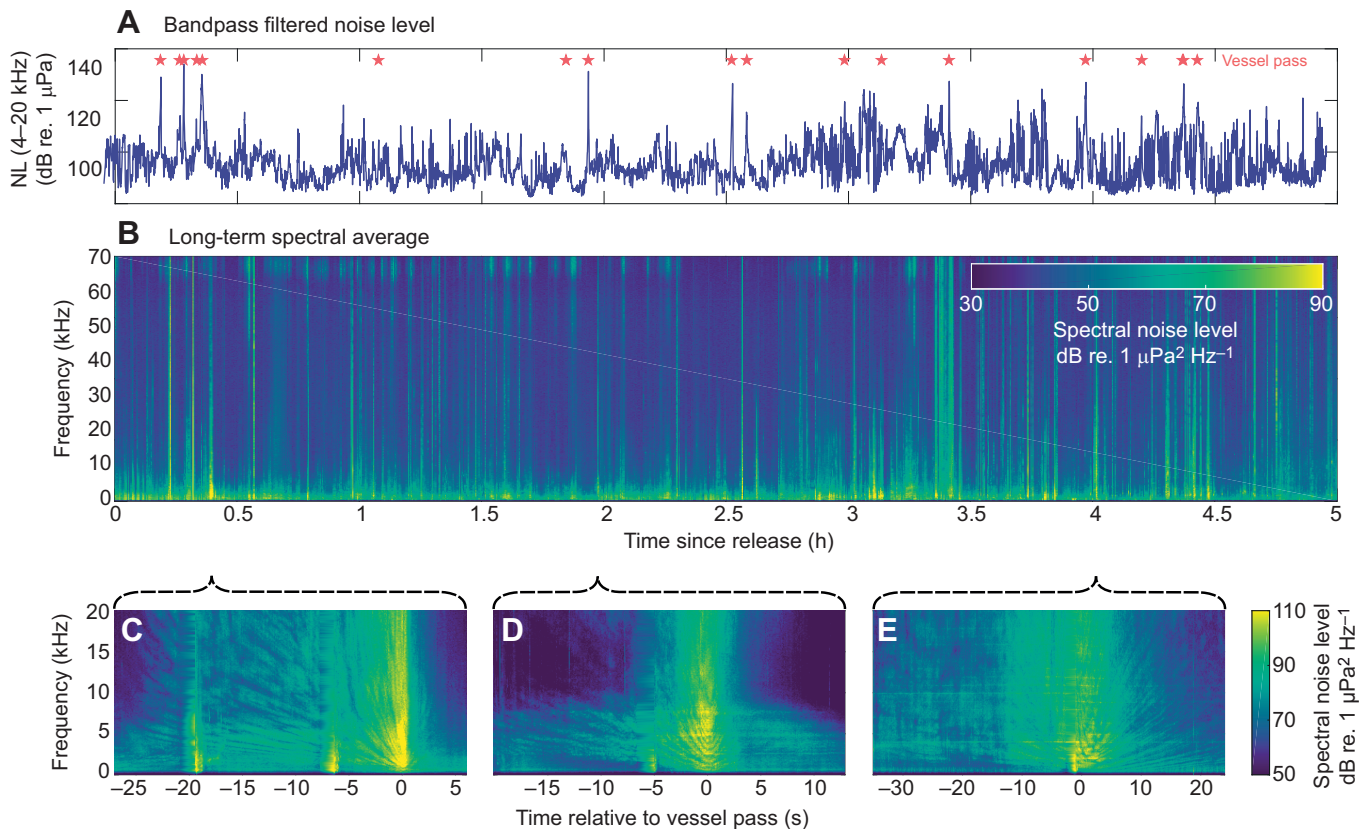 A Bandpass filtered noise level
NL (4–20 kHz)
(dB re. 1 μPa)
140
120
100
Vessel pass
B Long-term spectral average
Frequency (kHz)
70
60
50
40
30
20
10
0
30 50 70 90
Spectral noise level
dB re. 1 μPa² Hz⁻¹
0 0.5 1 1.5 2 2.5 3 3.5 4 4.5 5
Time since release (h)
Frequency (kHz)
20
15
10
5
0
C D E
–25 –20 –15 –10 –5 0 5
–15 –10 –5 0 5 10
–30 –20 –10 0 10 20
110
90
70
50
Spectral noise level
dB re. 1 μPa² Hz⁻¹
Time relative to vessel pass (s)